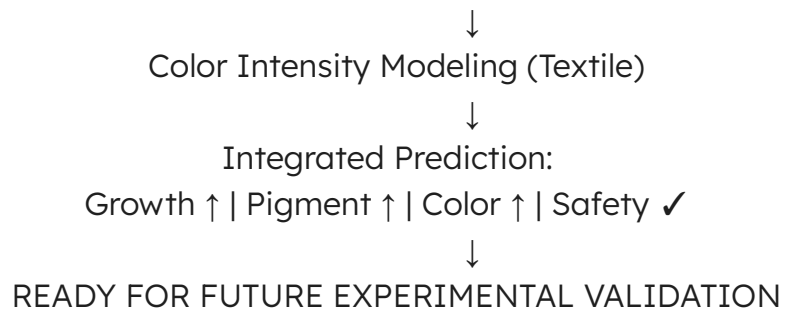 ↓
Color Intensity Modeling (Textile)
↓
Integrated Prediction:
Growth ↑ | Pigment ↑ | Color ↑ | Safety ✓
↓
READY FOR FUTURE EXPERIMENTAL VALIDATION